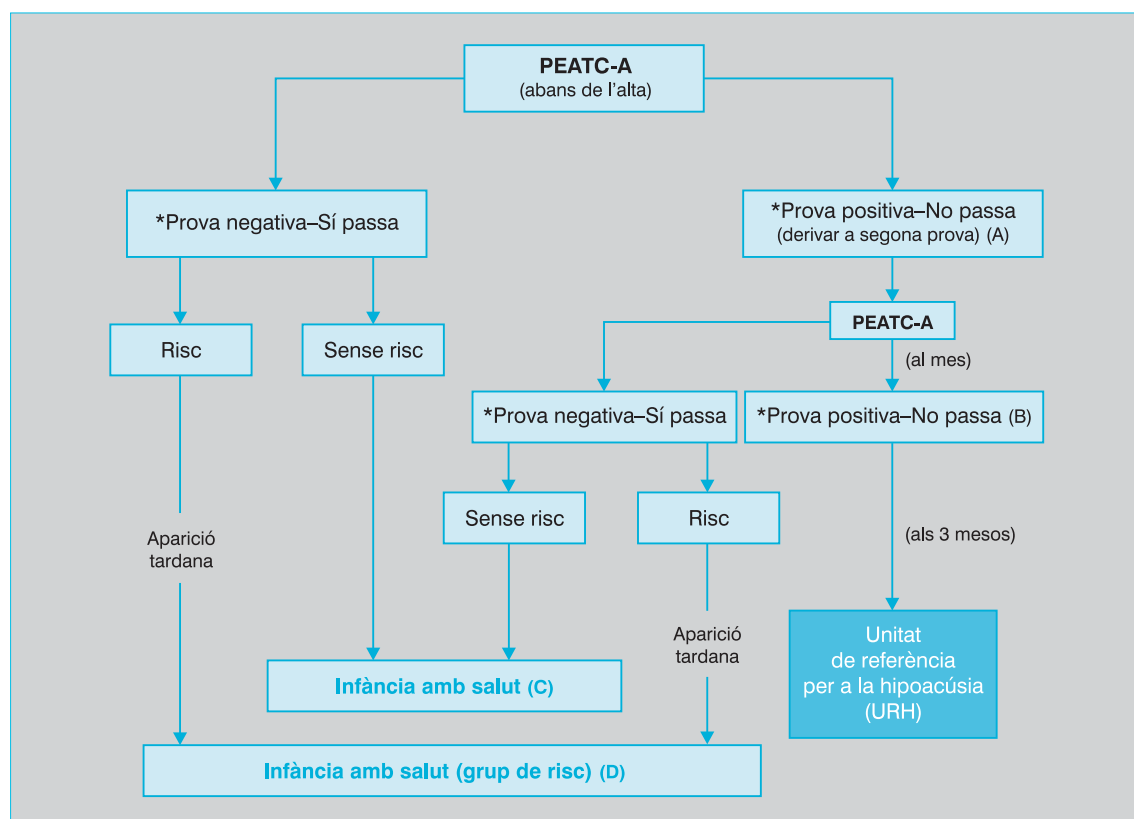 PEATC-A
(abans de l’alta)
*Prova negativa–Sí passa
*Prova positiva–No passa
(derivar a segona prova) (A)
Risc
Sense risc
PEATC-A
(al mes)
*Prova negativa–Sí passa
*Prova positiva–No passa (B)
Sense risc
Risc
Aparició
tardana
(als 3 mesos)
Aparició
tardana
Unitat
de referència
per a la hipoacúsia
(URH)
Infància amb salut (C)
Infància amb salut (grup de risc) (D)